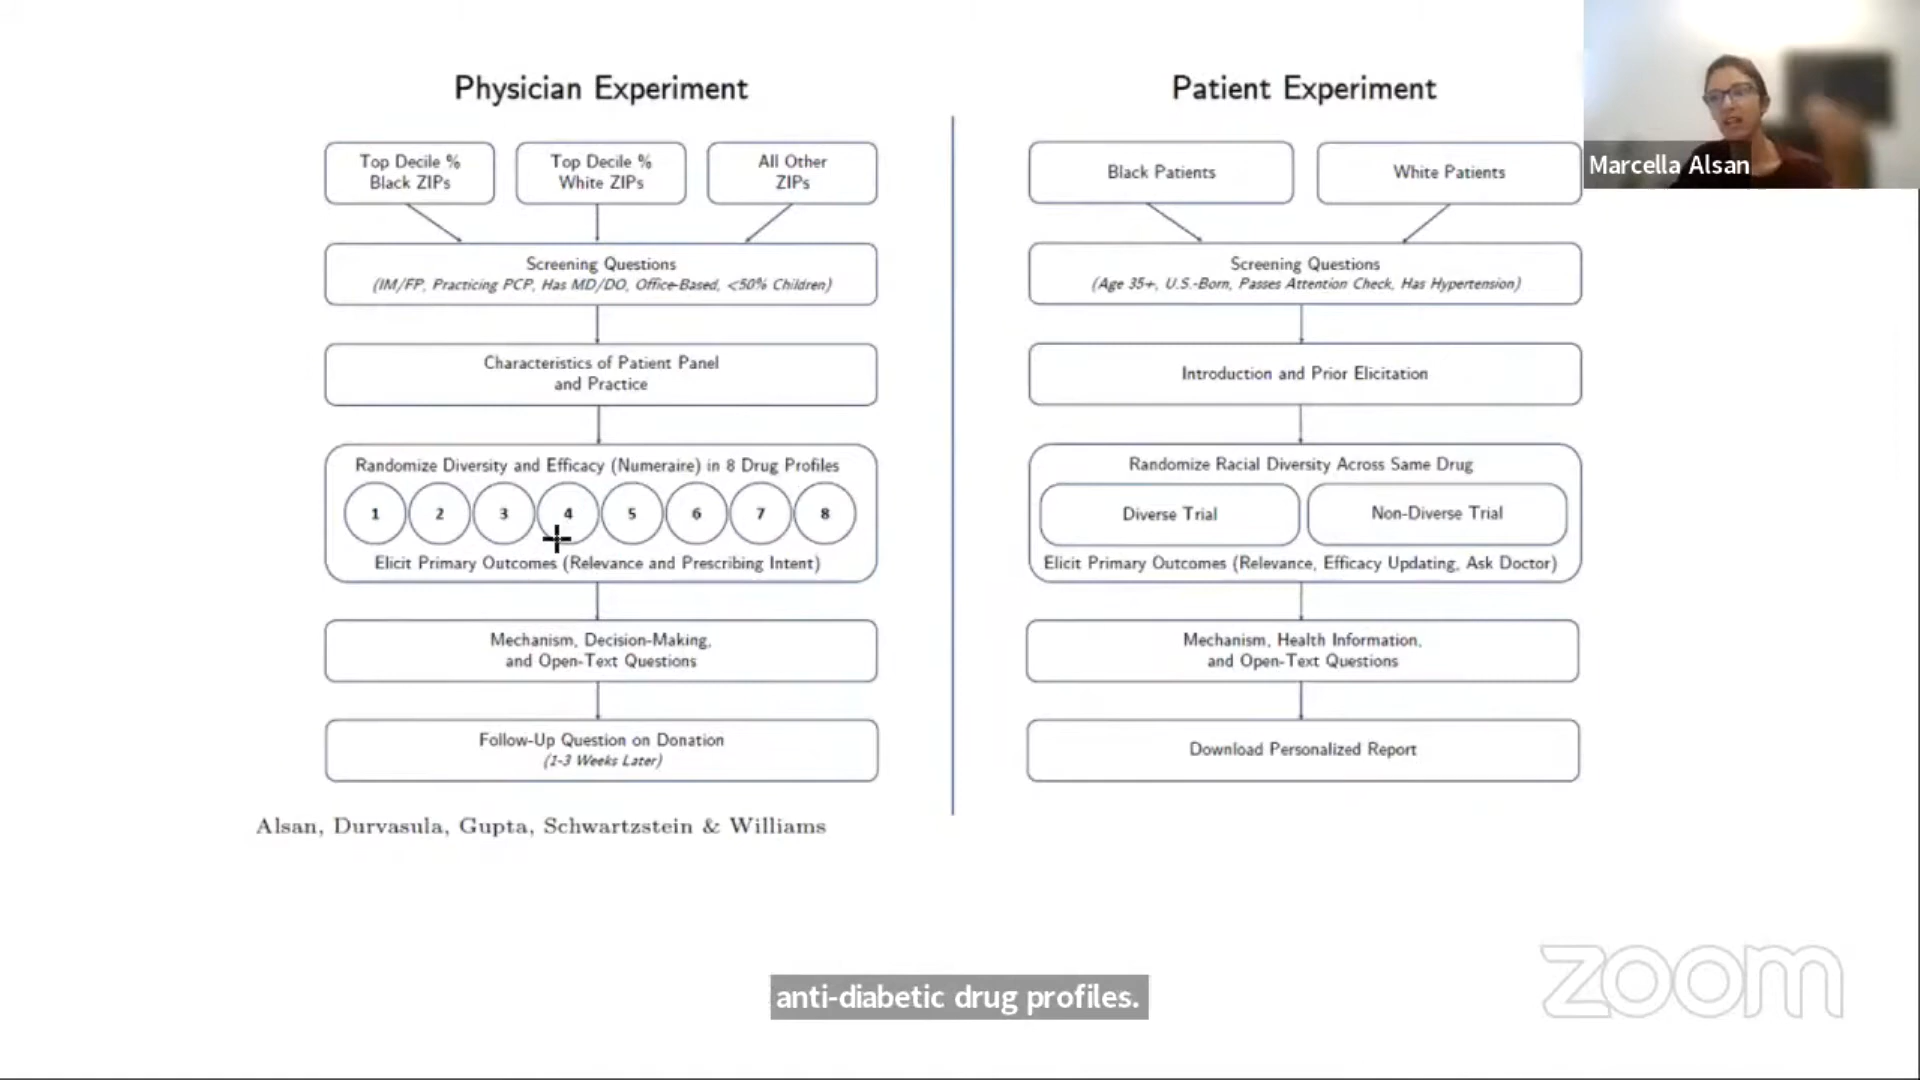 Physician Experiment
Top Decile %
Black ZIPs
Top Decile %
White ZIPs
All Other
ZIPs
Screening Questions
(IM/FP, Practicing PCP, Has MD/DO, Office-Based, <50% Children)
Characteristics of Patient Panel
and Practice
Randomize Diversity and Efficacy (Numeraire) in 8 Drug Profiles
1 2 3 4 5 6 7 8
Elicit Primary Outcomes (Relevance and Prescribing Intent)
Mechanism, Decision-Making,
and Open-Text Questions
Follow-Up Question on Donation
(1-3 Weeks Later)
Alsan, Durvasula, Gupta, Schwartzstein & Williams
Patient Experiment
Black Patients
White Patients
Screening Questions
(Age 35+, U.S.-Born, Passes Attention Check, Has Hypertension)
Introduction and Prior Elicitation
Randomize Racial Diversity Across Same Drug
Diverse Trial
Non-Diverse Trial
Elicit Primary Outcomes (Relevance, Efficacy Updating, Ask Doctor)
Mechanism, Health Information,
and Open-Text Questions
Download Personalized Report
Marcella Alsan
anti-diabetic drug profiles.
zoom